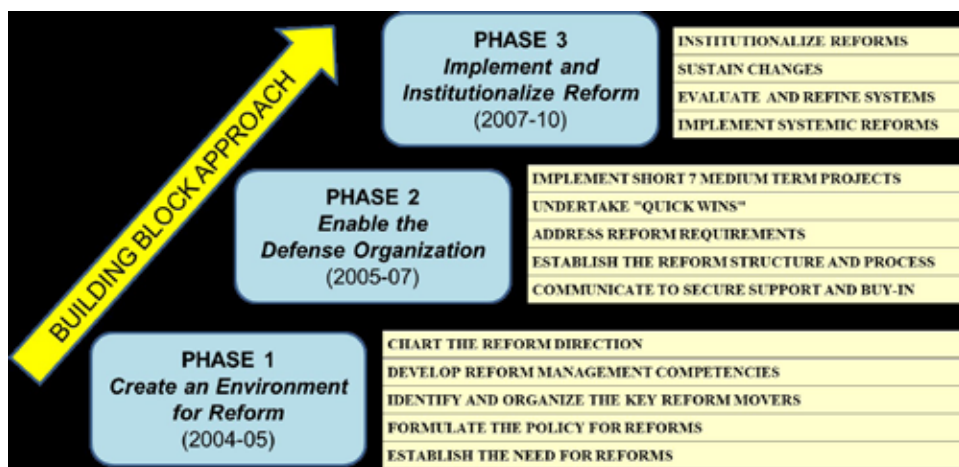 PHASE 3
Implement and
Institutionalize Reform
(2007-10)
INSTITUTIONALIZE REFORMS
SUSTAIN CHANGES
EVALUATE AND REFINE SYSTEMS
IMPLEMENT SYSTEMIC REFORMS
BUILDING BLOCK APPROACH
PHASE 2
Enable the
Defense Organization
(2005-07)
IMPLEMENT SHORT 7 MEDIUM TERM PROJECTS
UNDERTAKE "QUICK WINS"
ADDRESS REFORM REQUIREMENTS
ESTABLISH THE REFORM STRUCTURE AND PROCESS
COMMUNICATE TO SECURE SUPPORT AND BUY-IN
PHASE 1
Create an Environment
for Reform
(2004-05)
CHART THE REFORM DIRECTION
DEVELOP REFORM MANAGEMENT COMPETENCIES
IDENTIFY AND ORGANIZE THE KEY REFORM MOVERS
FORMULATE THE POLICY FOR REFORMS
ESTABLISH THE NEED FOR REFORMS